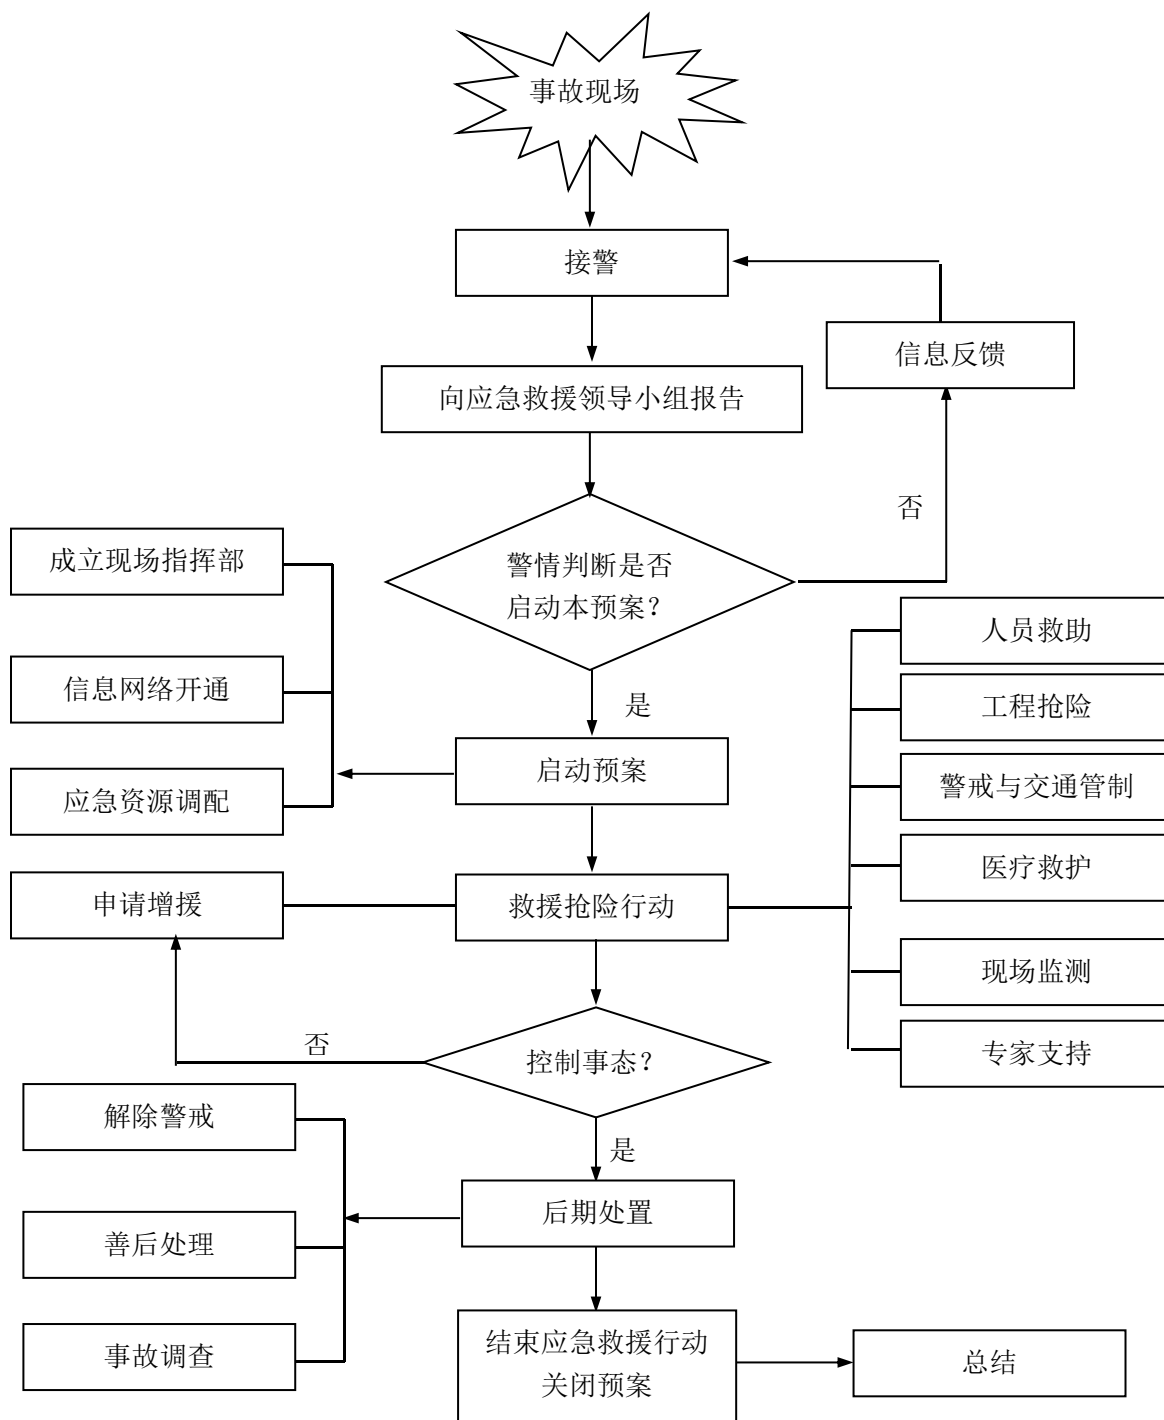 事故现场
接警
信息反馈
向应急救援领导小组报告
否
警情判断是否
启动本预案？
成立现场指挥部
信息网络开通
应急资源调配
是
启动预案
人员救助
工程抢险
警戒与交通管制
医疗救护
现场监测
专家支持
申请增援
救援抢险行动
否
控制事态？
是
解除警戒
善后处理
事故调查
后期处置
结束应急救援行动
关闭预案
总结